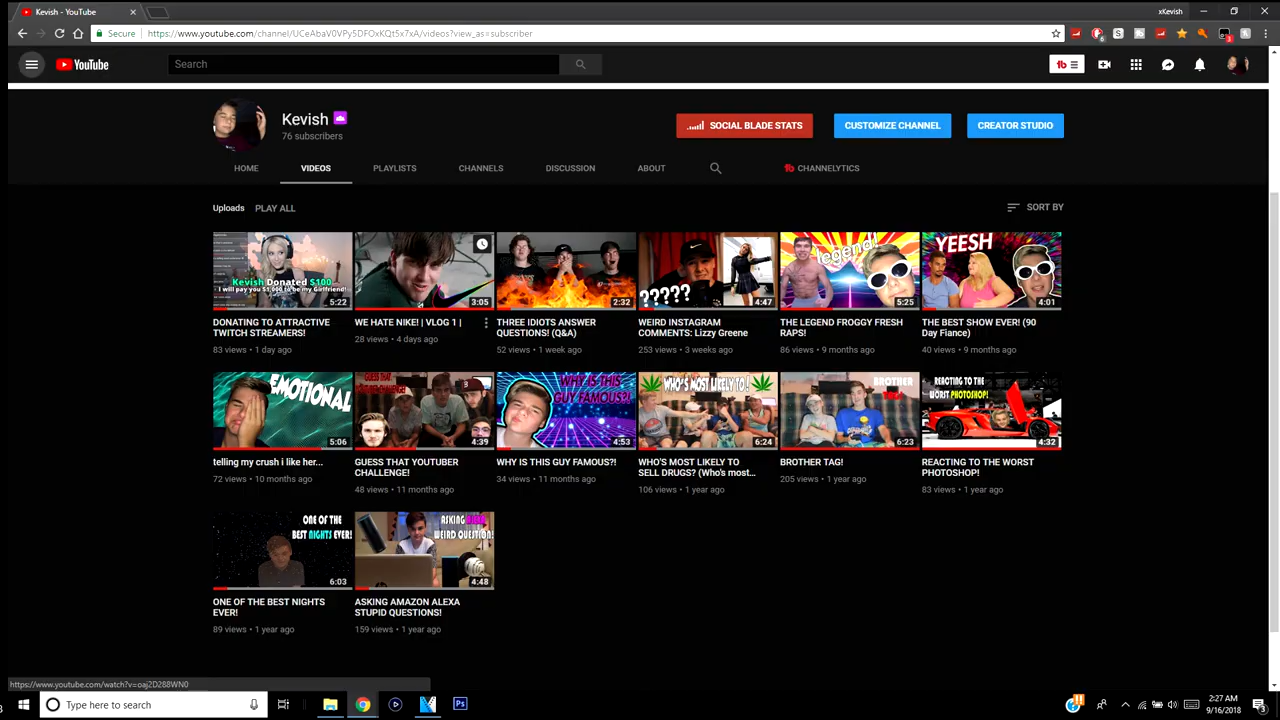 Kevish - YouTube
xKevish
Secure
https://www.youtube.com/channel/UCeAbaV0VPy5DFOxKQt5x7xA/videos?view_as=subscriber
YouTube
Search
Kevish
76 subscribers
SOCIAL BLADE STATS
CUSTOMIZE CHANNEL
CREATOR STUDIO
HOME
VIDEOS
PLAYLISTS
CHANNELS
DISCUSSION
ABOUT
CHANNELYTICS
Uploads
PLAY ALL
SORT BY
Kevish Donated $100
I will pay you $1,000 to be my Girlfriend!
5:22
3:05
2:32
?????
4:47
legend!
5:25
YEESH
4:01
DONATING TO ATTRACTIVE
TWITCH STREAMERS!
83 views • 1 day ago
WE HATE NIKE! | VLOG 1 |
28 views • 4 days ago
THREE IDIOTS ANSWER
QUESTIONS! (Q&A)
52 views • 1 week ago
WEIRD INSTAGRAM
COMMENTS: Lizzy Greene
253 views • 3 weeks ago
THE LEGEND FROGGY FRESH
RAPS!
86 views • 9 months ago
THE BEST SHOW EVER! (90
Day Fiance)
40 views • 9 months ago
EMOTIONAL
5:06
GUESS THAT
YOUTUBER CHALLENGE!
4:39
WHY IS THIS
GUY FAMOUS?!
4:53
WHO'S MOST LIKELY TO !
6:24
BROTHER
TAG!
6:23
REACTING TO THE
WORST PHOTOSHOP!
4:32
telling my crush i like her...
72 views • 10 months ago
GUESS THAT YOUTUBER
CHALLENGE!
48 views • 11 months ago
WHY IS THIS GUY FAMOUS?!
34 views • 11 months ago
WHO'S MOST LIKELY TO
SELL DRUGS? (Who's most...
106 views • 1 year ago
BROTHER TAG!
205 views • 1 year ago
REACTING TO THE WORST
PHOTOSHOP!
83 views • 1 year ago
ONE OF THE
BEST NIGHTS EVER!
6:03
ASKING ALEXA
WEIRD QUESTION!
4:48
ONE OF THE BEST NIGHTS
EVER!
89 views • 1 year ago
ASKING AMAZON ALEXA
STUPID QUESTIONS!
159 views • 1 year ago
https://www.youtube.com/watch?v=oaj2D288WN0
Type here to search
2:27 AM
9/16/2018